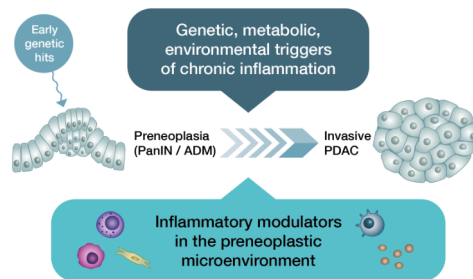 Early
genetic
hits
Genetic, metabolic,
environmental triggers
of chronic inflammation
Preneoplasia
(PanIN / ADM)
Invasive
PDAC
Inflammatory modulators
in the preneoplastic
microenvironment